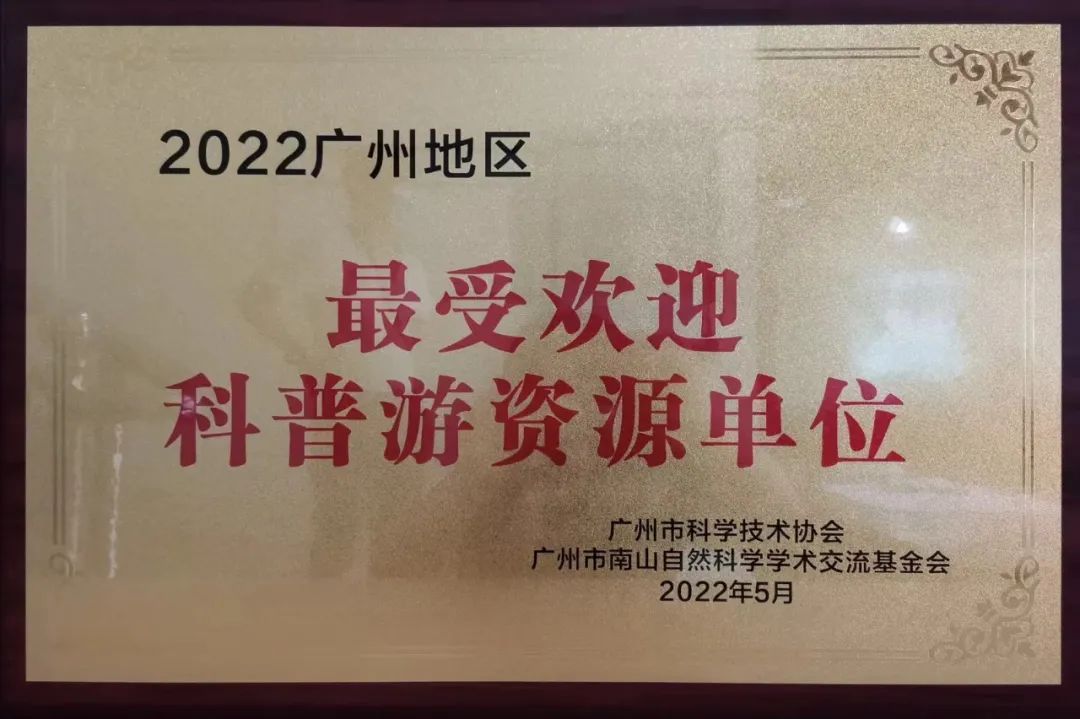 2022广州地区
最受欢迎
科普游资源单位
广州市科学技术协会
广州市南山自然科学学术交流基金会
2022年5月